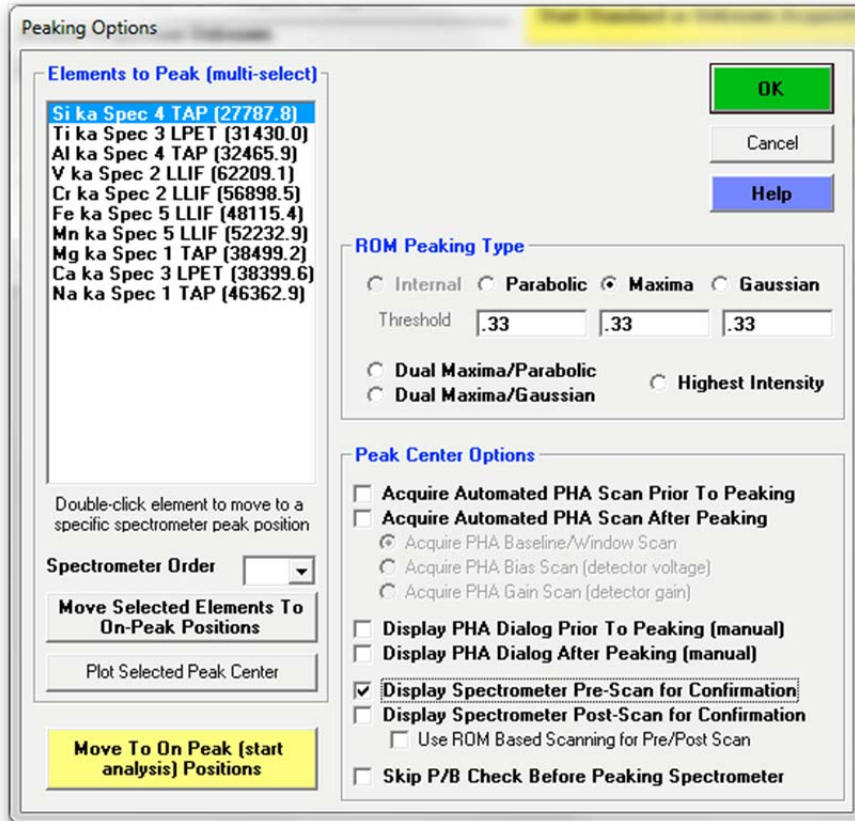 Peaking Options
Elements to Peak (multi-select)
Si ka Spec 4 TAP (27787.8)
Ti ka Spec 3 LPET (31430.0)
Al ka Spec 4 TAP (32465.9)
V ka Spec 2 LLIF (62209.1)
Cr ka Spec 2 LLIF (56898.5)
Fe ka Spec 5 LLIF (48115.4)
Mn ka Spec 5 LLIF (52232.9)
Mg ka Spec 1 TAP (38499.2)
Ca ka Spec 3 LPET (38399.6)
Na ka Spec 1 TAP (46362.9)
Double-click element to move to a
specific spectrometer peak position
Spectrometer Order
Move Selected Elements To
On-Peak Positions
Plot Selected Peak Center
Move To On Peak (start
analysis) Positions
OK
Cancel
Help
ROM Peaking Type
Internal Parabolic Maxima Gaussian
Threshold .33 .33 .33
Dual Maxima/Parabolic
Dual Maxima/Gaussian
Highest Intensity
Peak Center Options
Acquire Automated PHA Scan Prior To Peaking
Acquire Automated PHA Scan After Peaking
Acquire PHA Baseline/Window Scan
Acquire PHA Bias Scan (detector voltage)
Acquire PHA Gain Scan (detector gain)
Display PHA Dialog Prior To Peaking (manual)
Display PHA Dialog After Peaking (manual)
Display Spectrometer Pre-Scan for Confirmation
Display Spectrometer Post-Scan for Confirmation
Use ROM Based Scanning for Pre/Post Scan
Skip P/B Check Before Peaking Spectrometer